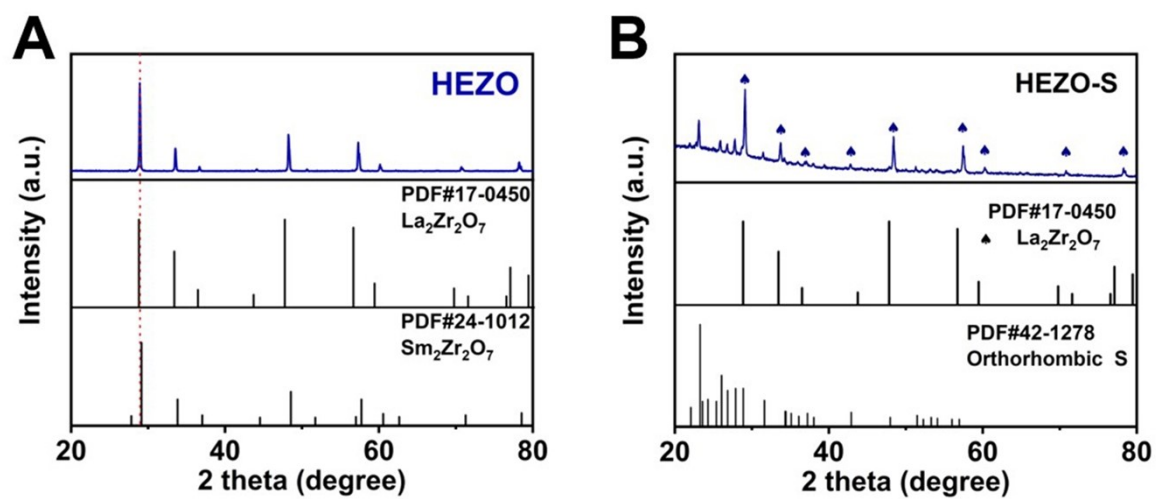 A
HEZO
PDF#17-0450
La2Zr2O7
PDF#24-1012
Sm2Zr2O7
Intensity (a.u.)
20 40 60 80
2 theta (degree)
B
HEZO-S
PDF#17-0450
♠ La2Zr2O7
PDF#42-1278
Orthorhombic S
Intensity (a.u.)
20 40 60 80
2 theta (degree)